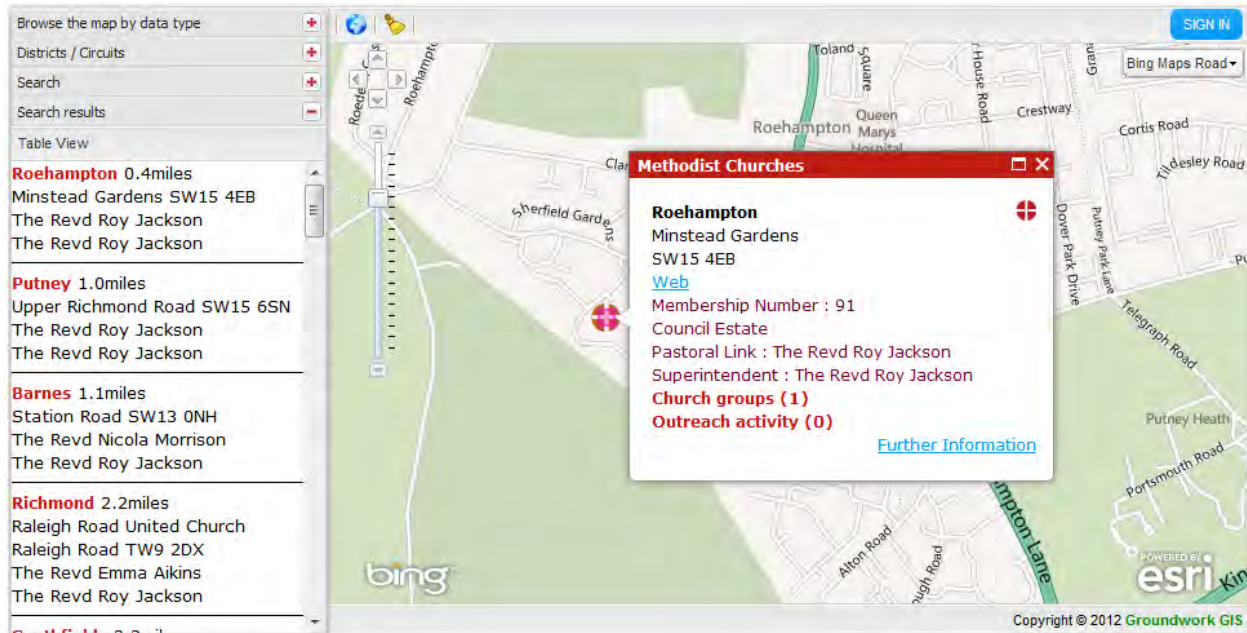 Browse the map by data type
Districts / Circuits
Search
Search results
Table View
Roehampton 0.4miles
Minstead Gardens SW15 4EB
The Revd Roy Jackson
The Revd Roy Jackson
Putney 1.0miles
Upper Richmond Road SW15 6SN
The Revd Roy Jackson
The Revd Roy Jackson
Barnes 1.1miles
Station Road SW13 0NH
The Revd Nicola Morrison
The Revd Roy Jackson
Richmond 2.2miles
Raleigh Road United Church
Raleigh Road TW9 2DX
The Revd Emma Aikins
The Revd Roy Jackson
SIGN IN
Bing Maps Road
Toland Square
House Road
Crestway
Cortis Road
Roehampton
Queen
Marys
Hospital
Sherfield Gardens
Dover Park Drive
Putney Park Lane
Telegraph Road
Putney Heath
Portsmouth Road
Alton Road
Methodist Churches
Roehampton
Minstead Gardens
SW15 4EB
Web
Membership Number : 91
Council Estate
Pastoral Link : The Revd Roy Jackson
Superintendent : The Revd Roy Jackson
Church groups (1)
Outreach activity (0)
Further Information
mpton Lane
bing
POWERED BY
esri
Copyright © 2012 Groundwork GIS